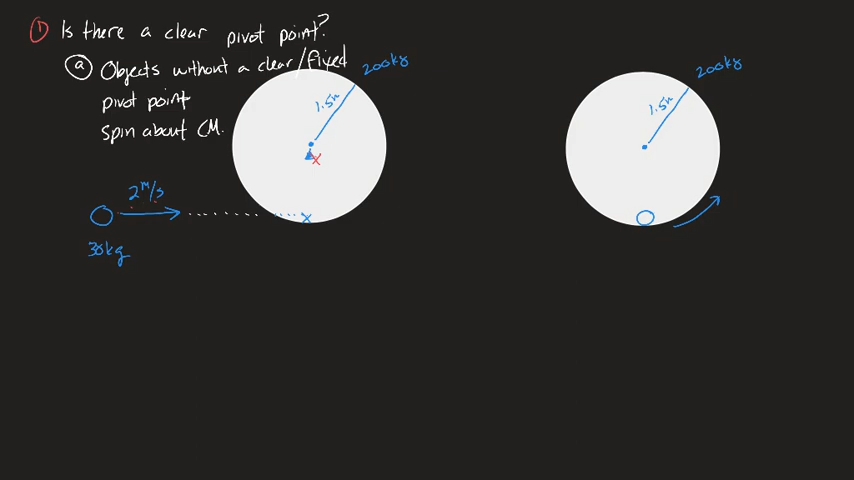 ① Is there a clear pivot point?
ⓐ Objects without a clear/fixed
pivot point
spin about CM.
200kg
1.5m
x
2 m/s
x
30kg
200kg
1.5m